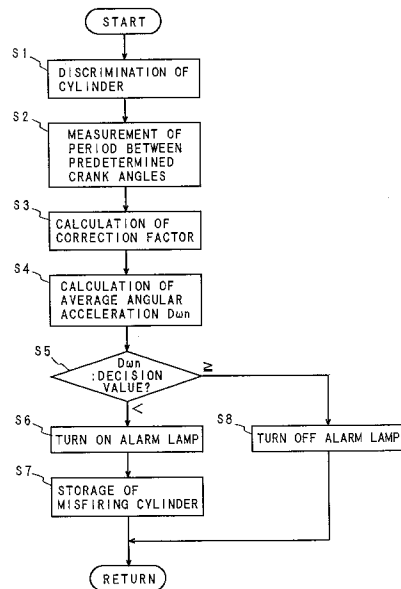 START
S1
DISCRIMINATION OF
CYLINDER
S2
MEASUREMENT OF
PERIOD BETWEEN
PREDETERMINED
CRANK ANGLES
S3
CALCULATION OF
CORRECTION FACTOR
S4
CALCULATION OF
AVERAGE ANGULAR
ACCELERATION Dωn
S5
Dωn
:DECISION
VALUE?
≧
<
S6
TURN ON ALARM LAMP
S8
TURN OFF ALARM LAMP
S7
STORAGE OF
MISFIRING CYLINDER
RETURN